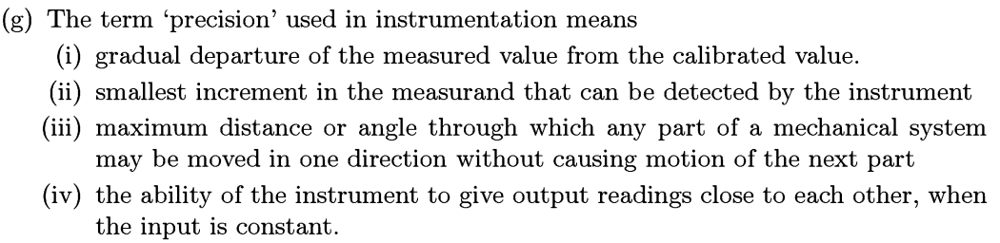 (g) The term ‘precision’ used in instrumentation means
(i) gradual departure of the measured value from the calibrated value.
(ii) smallest increment in the measurand that can be detected by the instrument
(iii) maximum distance or angle through which any part of a mechanical system
may be moved in one direction without causing motion of the next part
(iv) the ability of the instrument to give output readings close to each other, when
the input is constant.